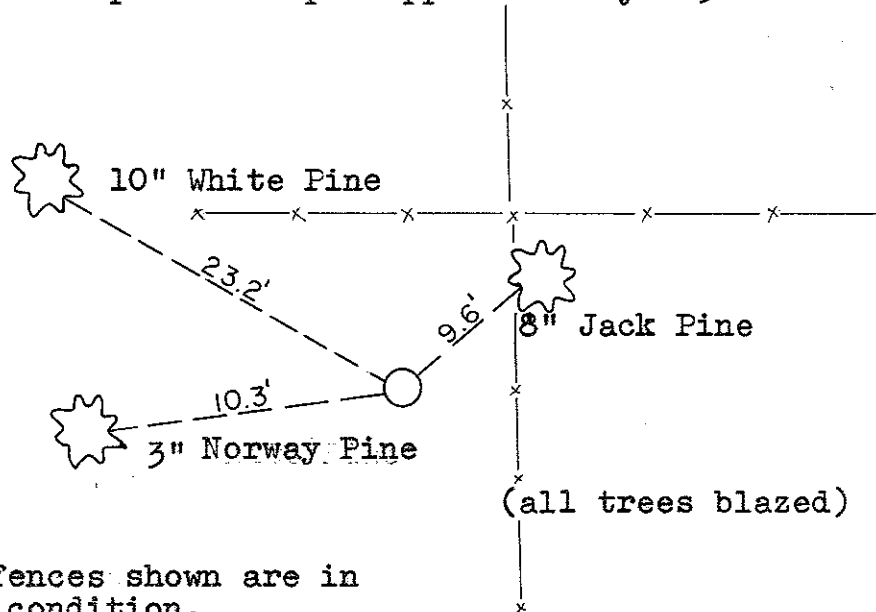 10" White Pine
23.2'
9.6'
8" Jack Pine
10.3'
3" Norway Pine
(all trees blazed)
fences shown are in
condition.